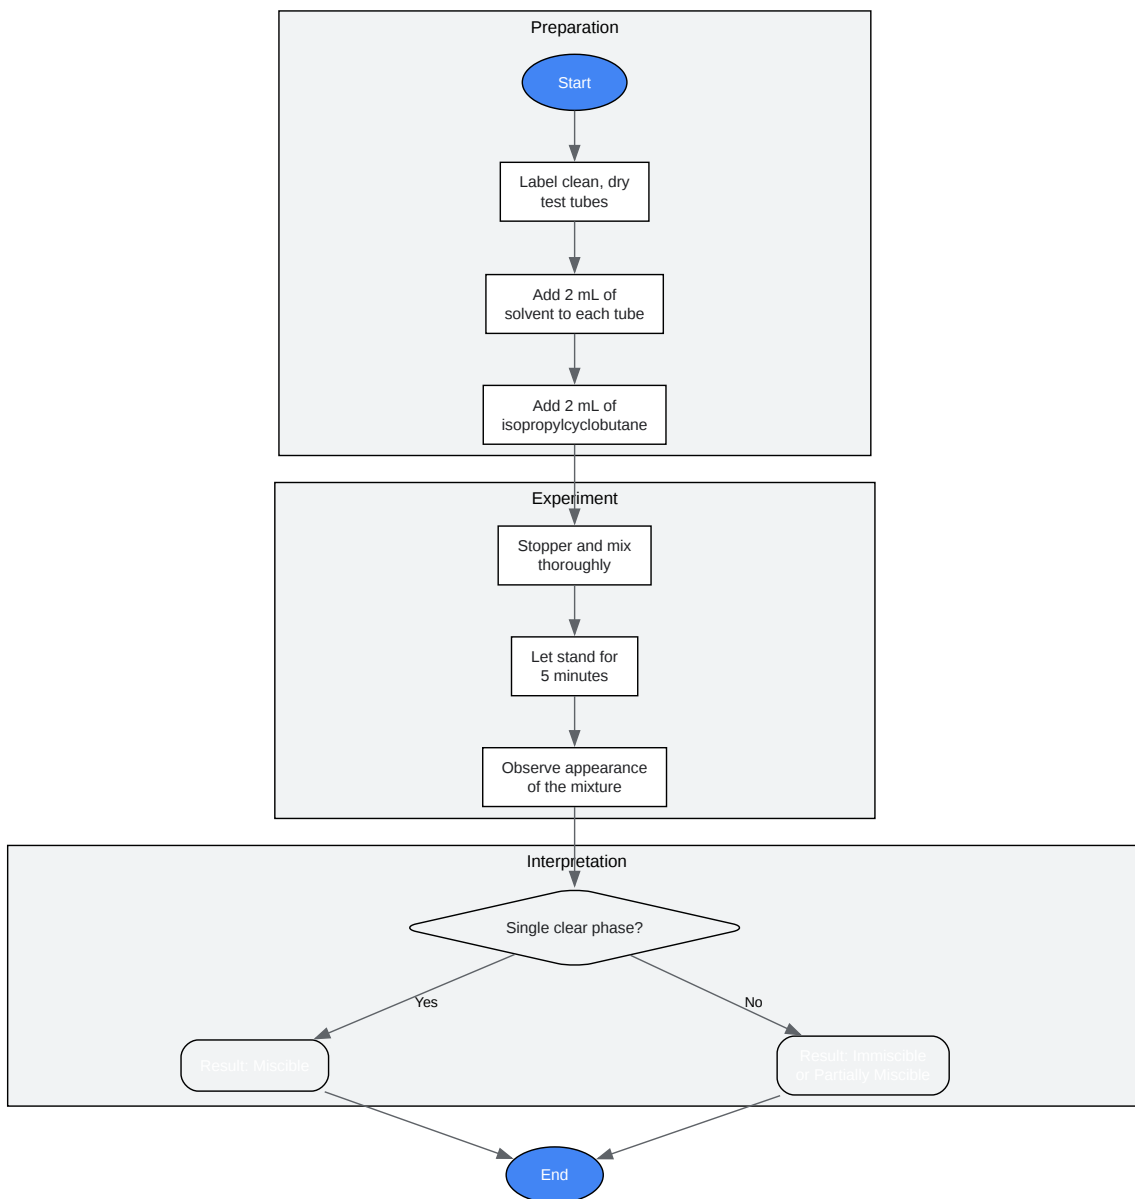 Preparation
Start
Label clean, dry
test tubes
Add 2 mL of
solvent to each tube
Add 2 mL of
isopropylcyclobutane
Experiment
Stopper and mix
thoroughly
Let stand for
5 minutes
Observe appearance
of the mixture
Interpretation
Single clear phase?
Yes
No
Result: Miscible
Result: Immiscible
or Partially Miscible
End